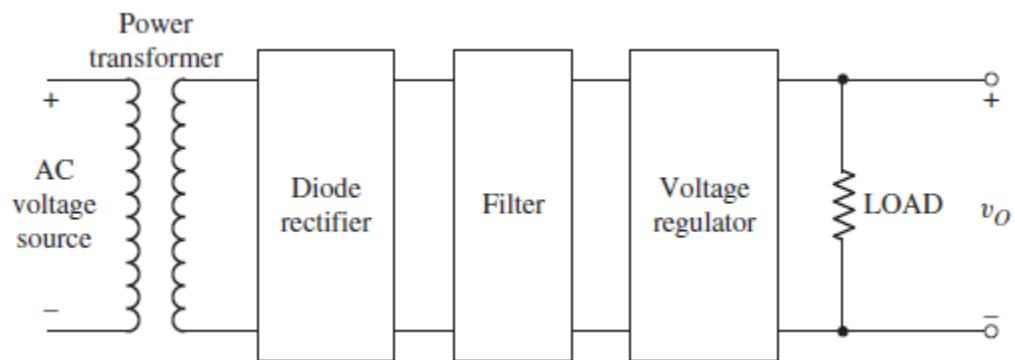 Power
transformer
+
AC
voltage
source
–
Diode
rectifier
Filter
Voltage
regulator
LOAD
+
v_O
–